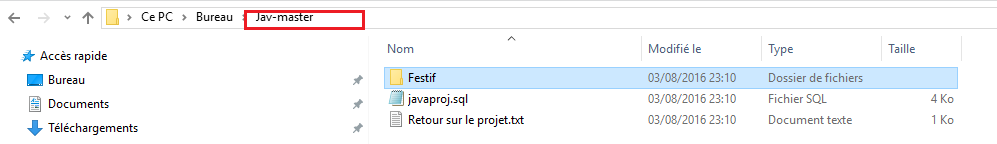 Ce PC > Bureau > Jav-master
Accès rapide
Bureau
Documents
Téléchargements
Nom Modifié le Type Taille
Festif 03/08/2016 23:10 Dossier de fichiers
javaproj.sql 03/08/2016 23:10 Fichier SQL 4 Ko
Retour sur le projet.txt 03/08/2016 23:10 Document texte 1 Ko